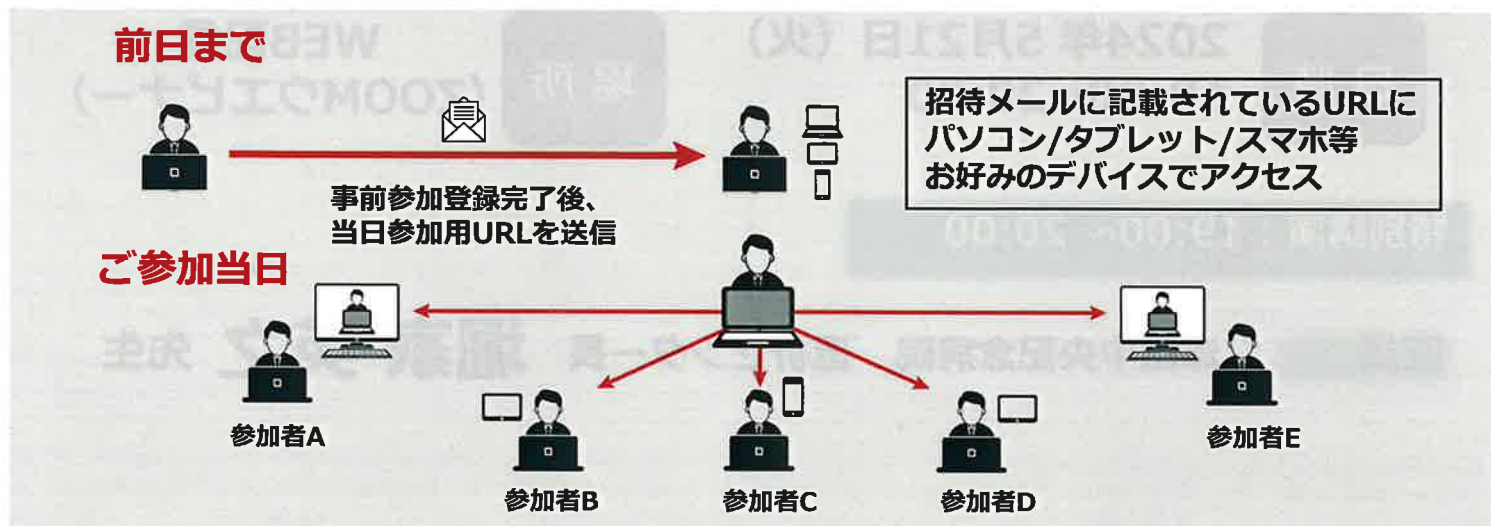 前日まで
招待メールに記載されているURLに
パソコン/タブレット/スマホ等
お好みのデバイスでアクセス
事前参加登録完了後、
当日参加用URLを送信
ご参加当日
参加者A
参加者B
参加者C
参加者D
参加者E